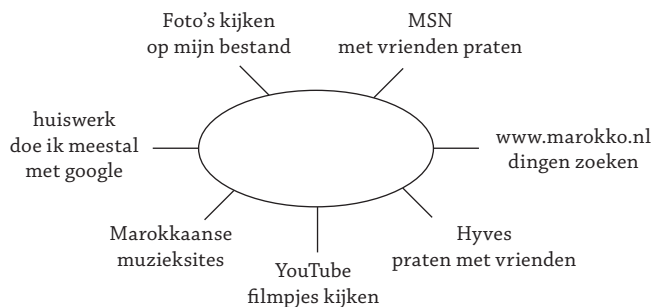 Foto's kijken
op mijn bestand
MSN
met vrienden praten
www.marokko.nl
dingen zoeken
Hyves
praten met vrienden
YouTube
filmpjes kijken
Marokkaanse
muzieksites
huiswerk
doe ik meestal
met google